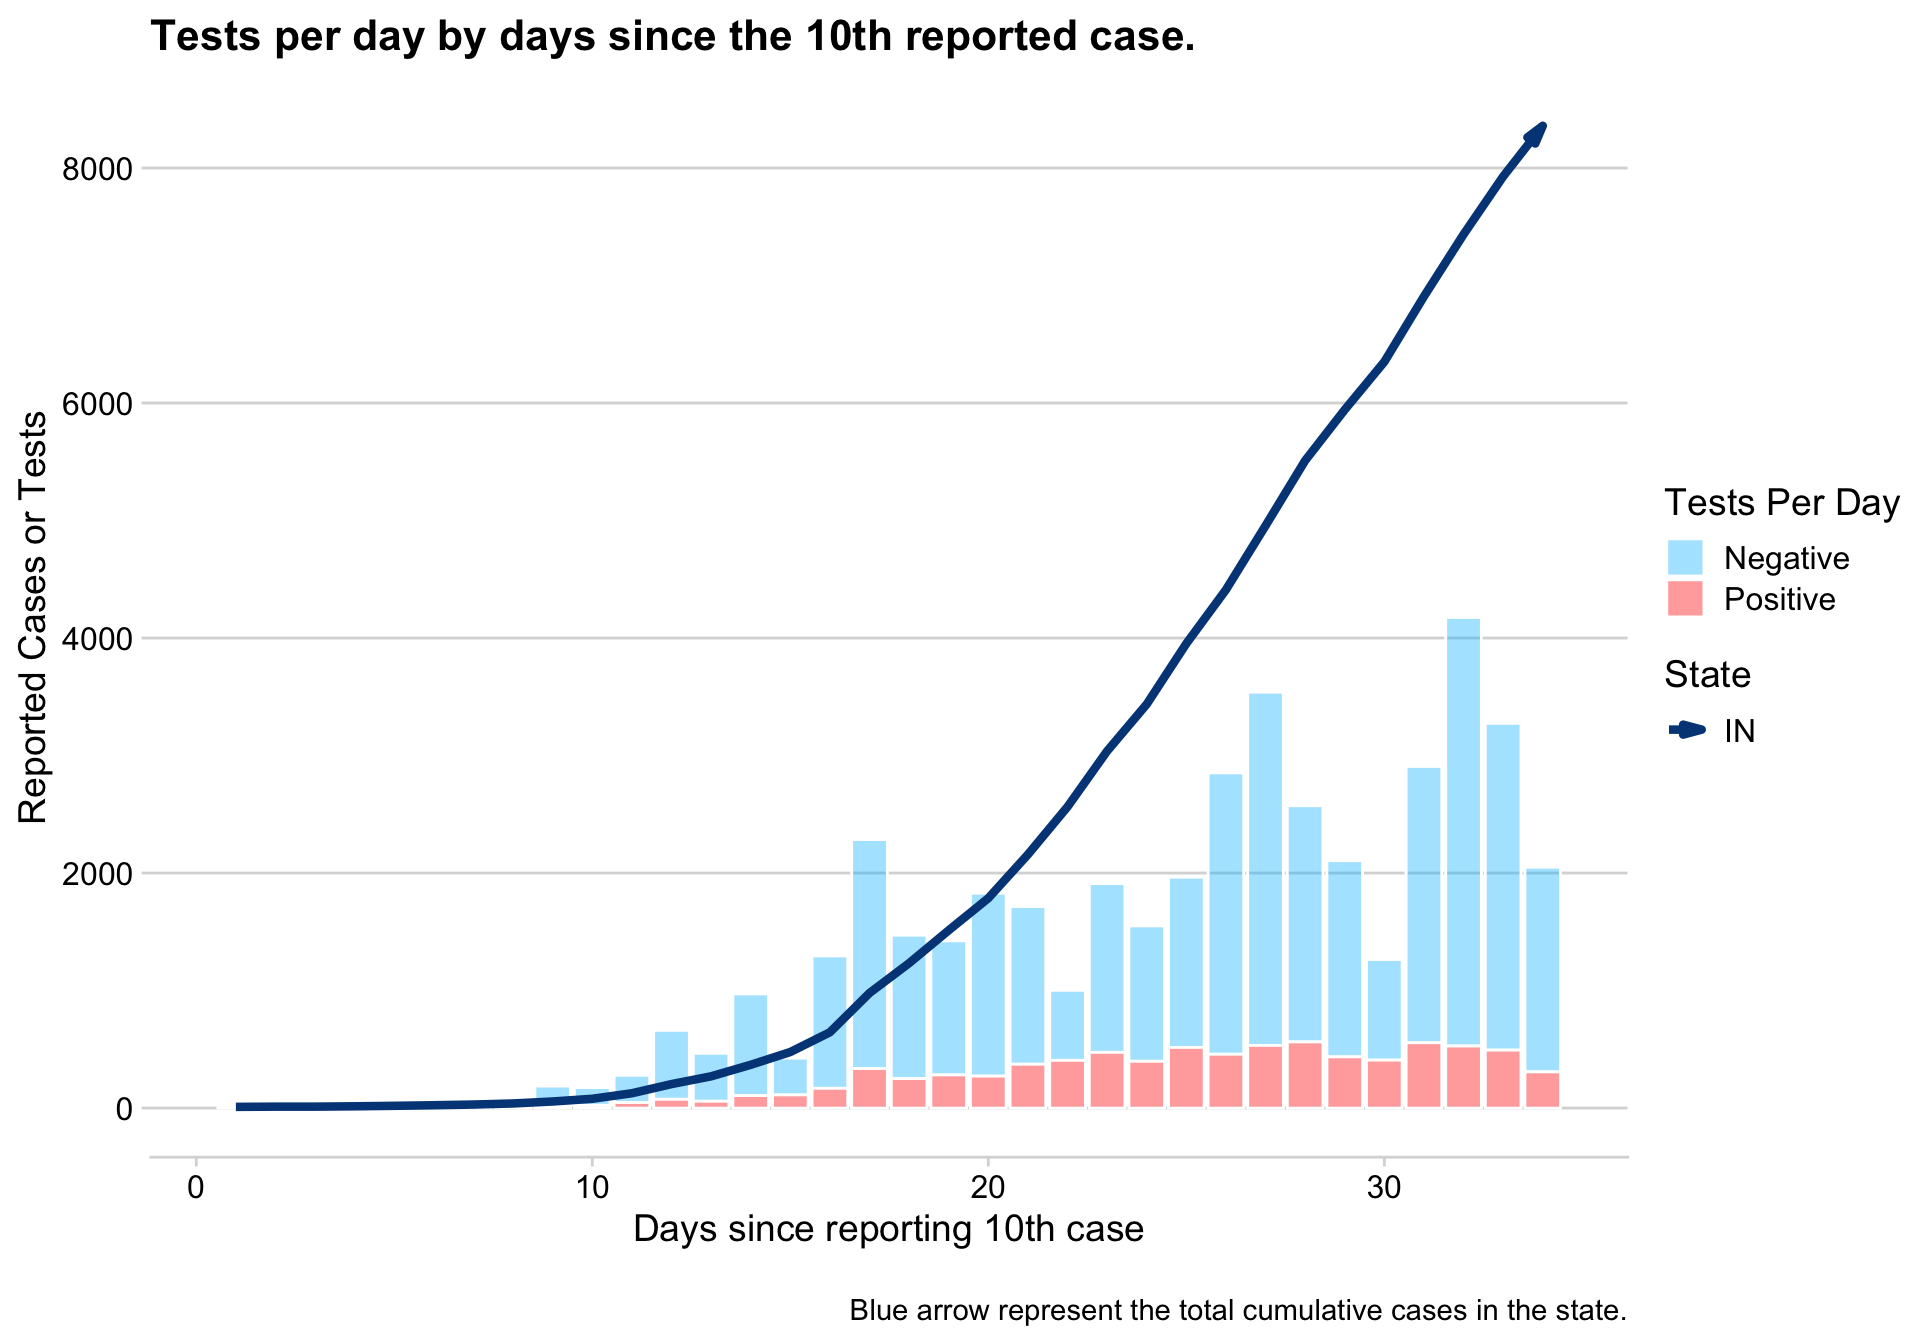 Tests per day by days since the 10th reported case.
8000
6000
4000
2000
0
Reported Cases or Tests
0
10
20
30
Days since reporting 10th case
Tests Per Day
Negative
Positive
State
IN
Blue arrow represent the total cumulative cases in the state.